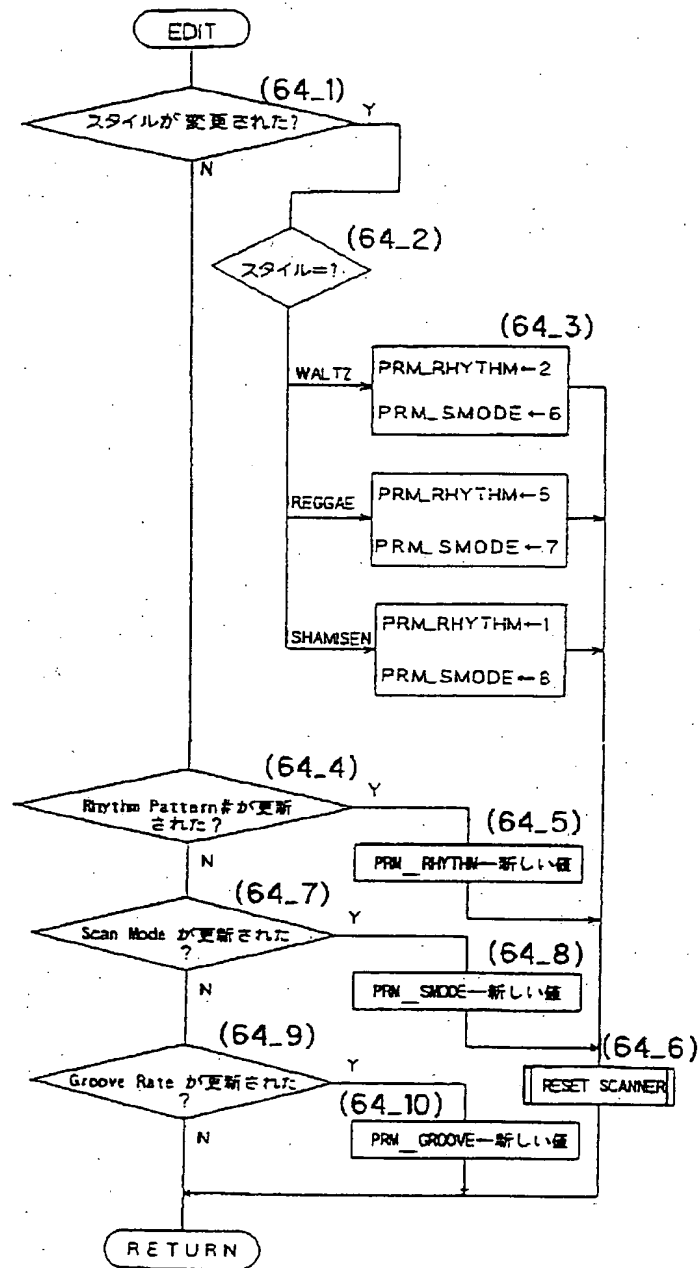 EDIT
(64_1)
スタイルが変更された?
Y
N
(64_2)
スタイル=?
(64_3)
WALTZ
PRM_RHYTHM←2
PRM_SMODE←6
REGGAE
PRM_RHYTHM←5
PRM_SMODE←7
SHAMISEN
PRM_RHYTHM←1
PRM_SMODE←8
(64_4)
Rhythm Pattern#が更新
された?
Y
N
(64_5)
PRM__RHYTHM←新しい値
(64_7)
Scan Mode が更新された
?
Y
N
(64_8)
PRM__SMODE←新しい値
(64_9)
Groove Rate が更新された
?
Y
N
(64_6)
RESET SCANNER
(64_10)
PRM__GROOVE←新しい値
RETURN